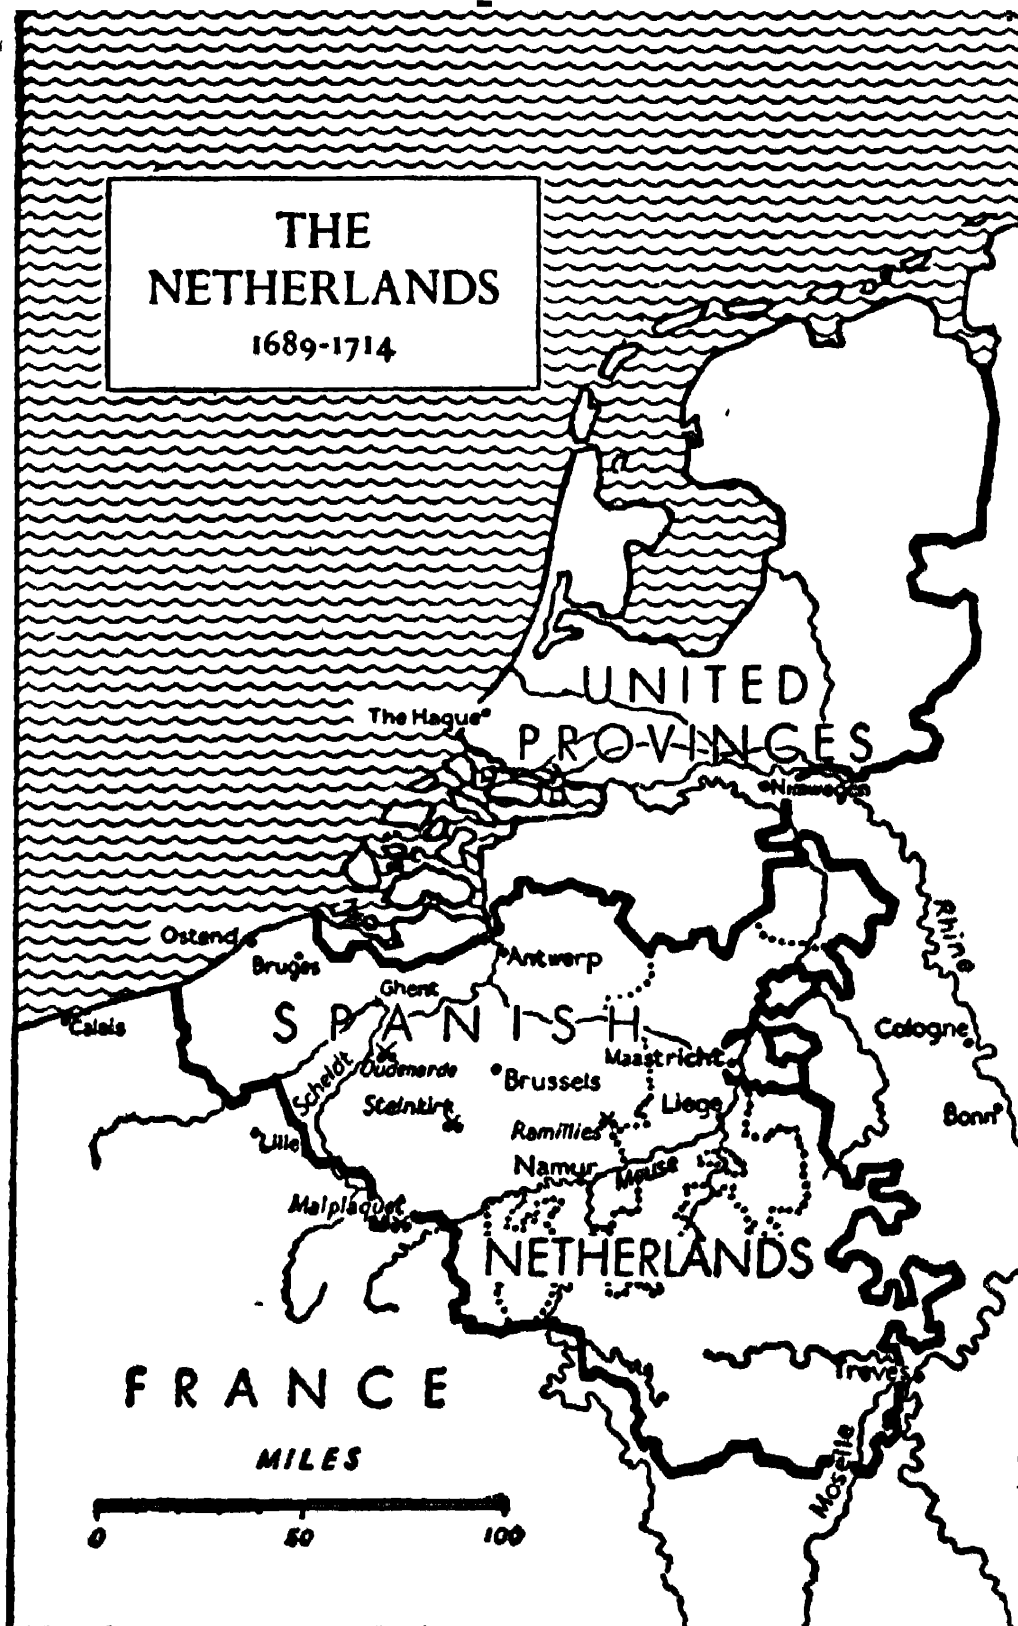 THE
NETHERLANDS
1689-1714
UNITED
The Hague
PROVINCES
Nimwegen
Rhine
Ostend
Antwerp
Bruges
Ghent
SPANISH
Calais
Cologne
Maastricht
Scheldt
Oudenarde
Brussels
Steinkirk
Liege
Bonn
Ramillies
Lille
Namur
Meuse
Malplaquet
NETHERLANDS
FRANCE
Treves
MILES
Moselle
0 50 100